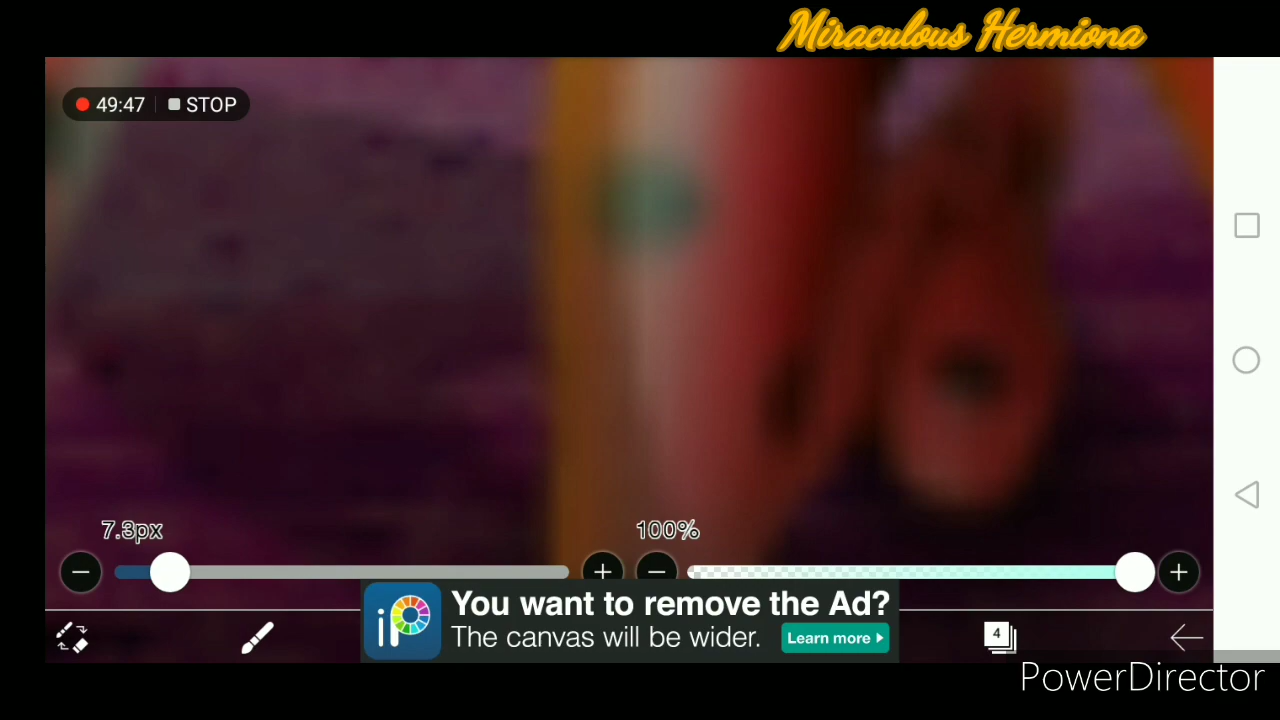 Miraculous Hermiona
49:47 STOP
7.3px
100%
iP
You want to remove the Ad?
The canvas will be wider.
Learn more
4
PowerDirector